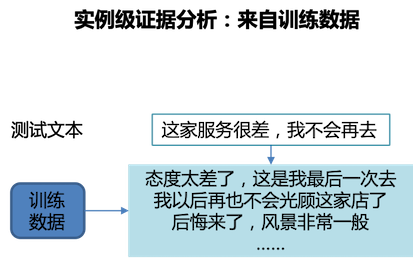 实例级证据分析：来自训练数据
测试文本
这家服务很差，我不会再去
态度太差了，这是我最后一次去
我以后再也不会光顾这家店了
后悔来了，风景非常一般
……
训练
数据